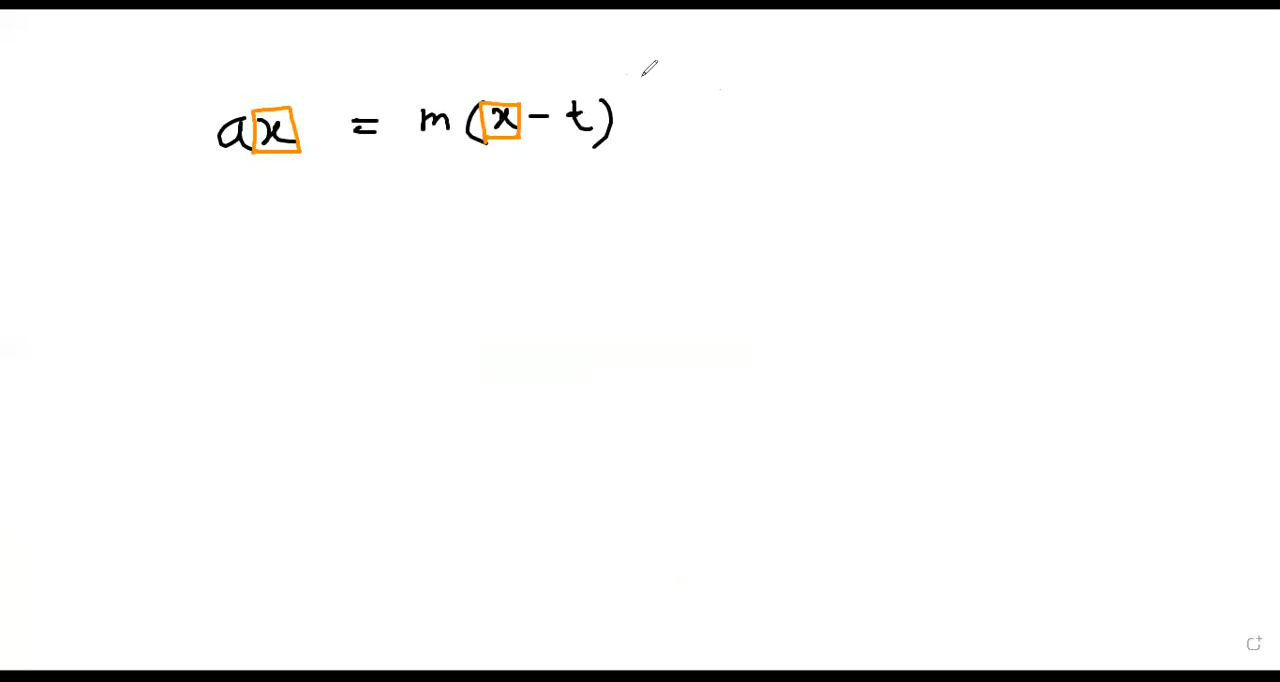 ax = m(x - t)